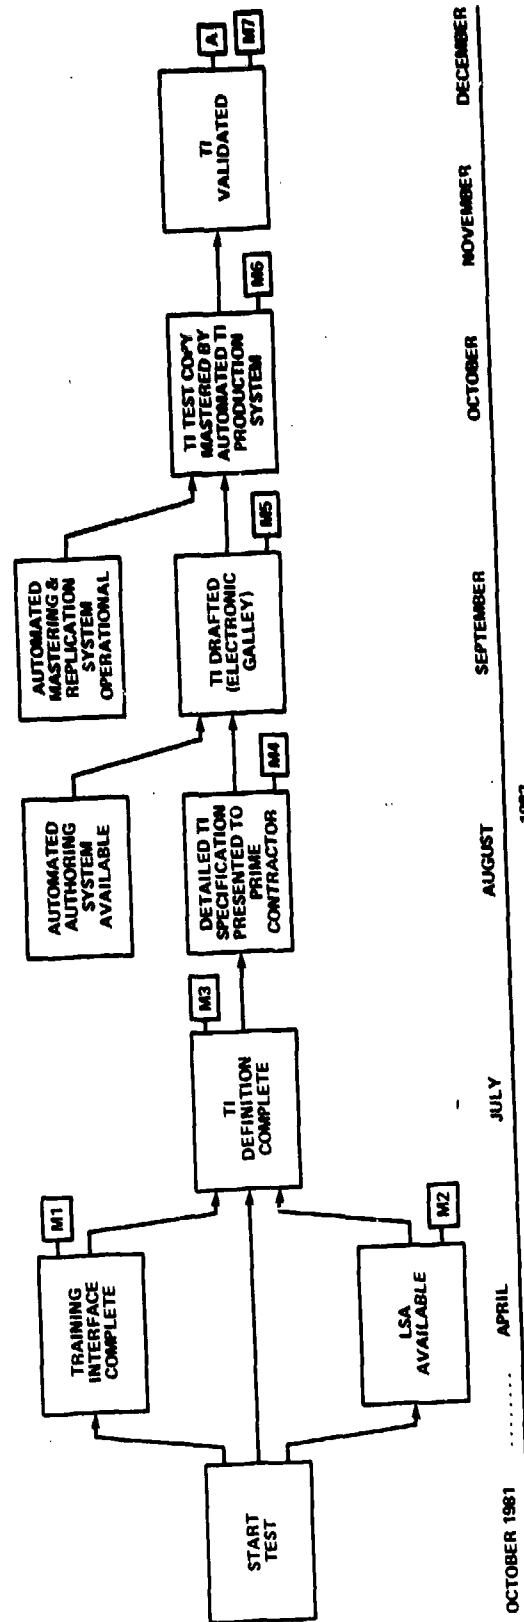 START
TEST
TRAINING
INTERFACE
COMPLETE
M1
LSA
AVAILABLE
M2
TI
DEFINITION
COMPLETE
M3
AUTOMATED
AUTHORING
SYSTEM
AVAILABLE
DETAILED TI
SPECIFICATION
PRESENTED TO
PRIME
CONTRACTOR
M4
AUTOMATED
MASTERING &
REPLICATION
SYSTEM
OPERATIONAL
TI DRAFTED
(ELECTRONIC
GALLEY)
M5
TI TEST COPY
MASTERED BY
AUTOMATED TI
PRODUCTION
SYSTEM
M6
TI
VALIDATED
A
M7
OCTOBER 1981 ........ APRIL JULY AUGUST SEPTEMBER OCTOBER NOVEMBER DECEMBER